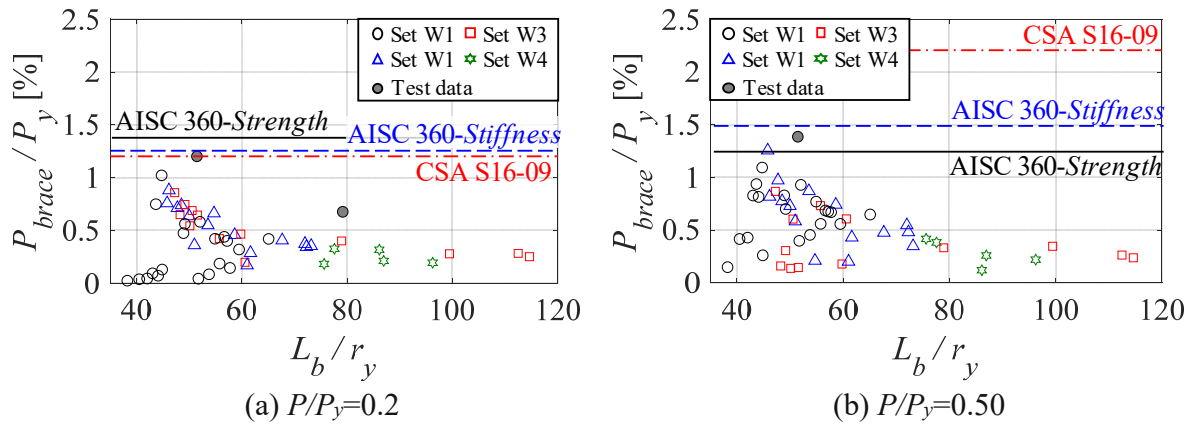 P_brace / P_y [%]
2.5
2
1.5
1
0.5
0
Set W1 Set W3
Set W1 Set W4
Test data
AISC 360-Strength
AISC 360-Stiffness
CSA S16-09
40 60 80 100 120
L_b / r_y
(a) P/Py=0.2
P_brace / P_y [%]
2.5
2
1.5
1
0.5
0
Set W1 Set W3
Set W1 Set W4
Test data
CSA S16-09
AISC 360-Stiffness
AISC 360-Strength
40 60 80 100 120
L_b / r_y
(b) P/Py=0.50